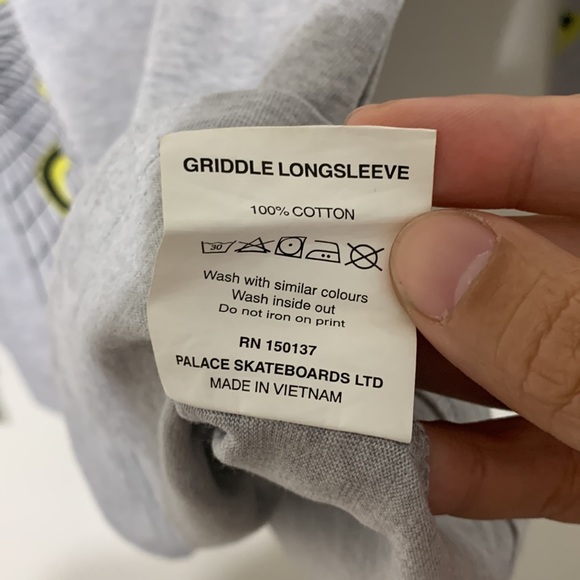 GRIDDLE LONGSLEEVE
100% COTTON
30
Wash with similar colours
Wash inside out
Do not iron on print
RN 150137
PALACE SKATEBOARDS LTD
MADE IN VIETNAM